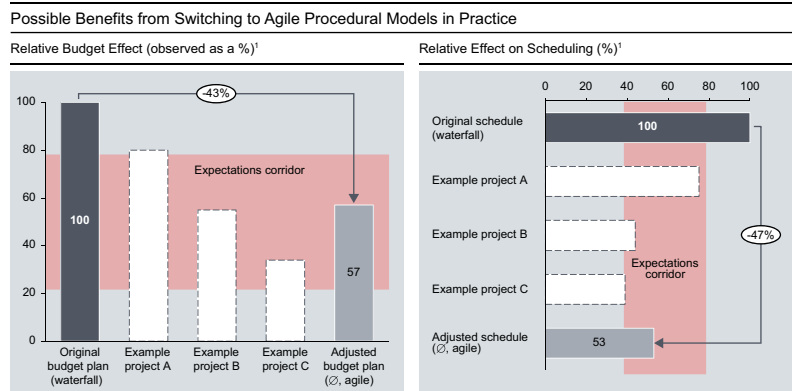 Possible Benefits from Switching to Agile Procedural Models in Practice
Relative Budget Effect (observed as a %)¹
-43%
100
80
60
40
20
0
Expectations corridor
100
57
Original
budget plan
(waterfall)
Example
project A
Example
project B
Example
project C
Adjusted
budget plan
(∅, agile)
Relative Effect on Scheduling (%)¹
0 20 40 60 80 100
Original schedule
(waterfall)
100
Example project A
Example project B
-47%
Expectations
corridor
Example project C
Adjusted schedule
(∅, agile)
53